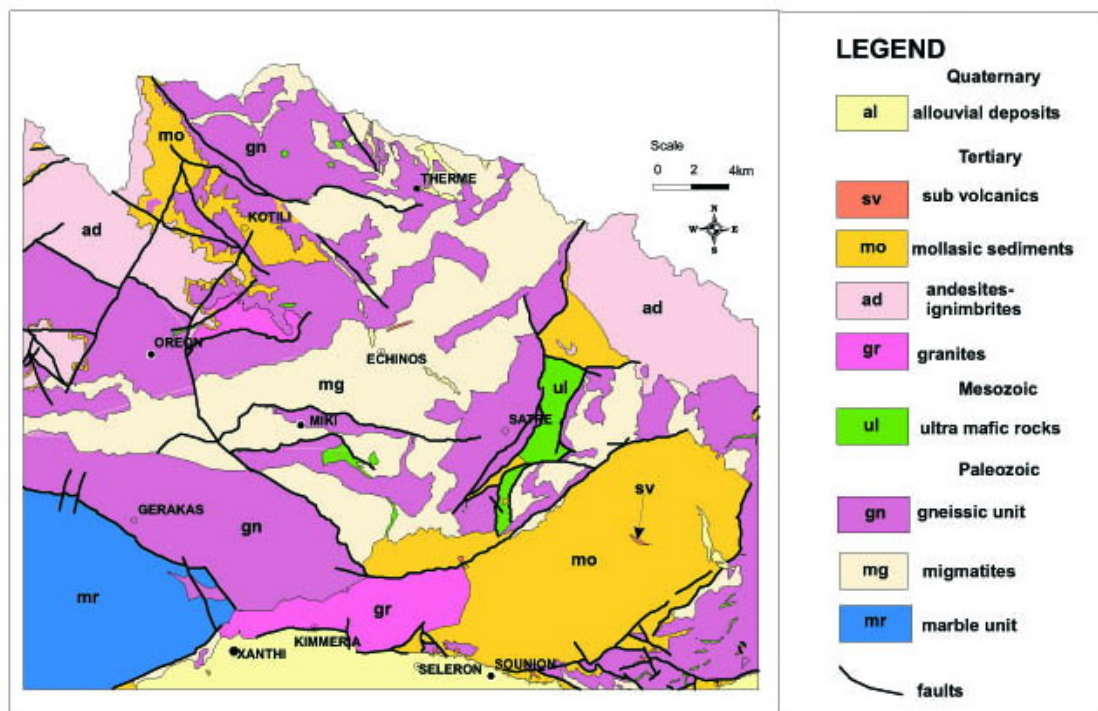 mo
gn
THERME
KOTILI
ad
OREON
ECHINOS
mg
MIKI
ul
SATRE
ad
GERAKAS
gn
sv
mo
mr
gr
KIMMERIA
XANTHI
SELERON
SOUNION
Scale
0 2 4km
N
W E
S
LEGEND
Quaternary
al allouvial deposits
Tertiary
sv sub volcanics
mo mollasic sediments
ad andesites-
ignimbrites
gr granites
Mesozoic
ul ultra mafic rocks
Paleozoic
gn gneissic unit
mg migmatites
mr marble unit
faults